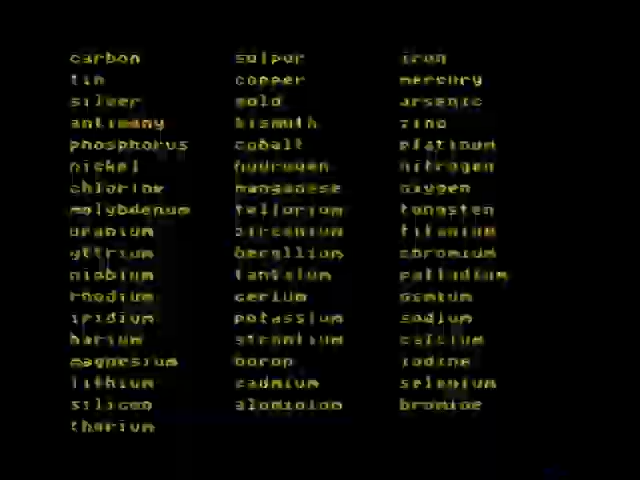 carbon sulfur iron
tin copper mercury
silver gold arsenic
antimony bismuth zinc
phosphorus cobalt platinum
nickel hydrogen nitrogen
chlorine manganese oxygen
molybdenum tellurium tungsten
uranium zirconium titanium
yttrium beryllium chromium
niobium tantalum palladium
rhodium cerium osmium
iridium potassium sodium
barium strontium calcium
magnesium boron iodine
lithium cadmium selenium
silicon aluminium bromine
thorium